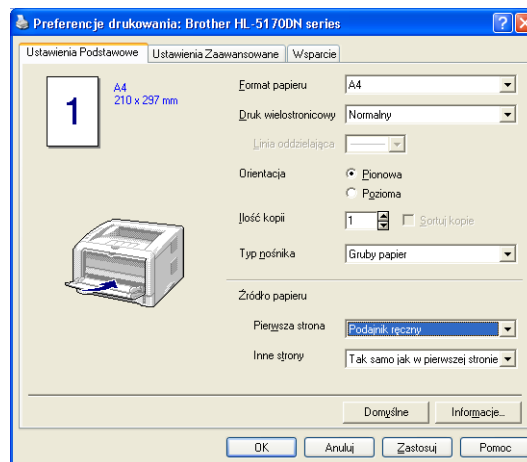 Preferencje drukowania: Brother HL-5170DN series
Ustawienia Podstawowe Ustawienia Zaawansowane Wsparcie
1
A4
210 x 297 mm
Format papieru A4
Druk wielostronicowy Normalny
Linia oddzielająca
Orientacja Pionowa
Pozioma
Ilość kopii 1 Sortuj kopie
Typ nośnika Gruby papier
Źródło papieru
Pierwsza strona Podajnik ręczny
Inne strony Tak samo jak w pierwszej stronie
Domyślne Informacje...
OK Anuluj Zastosuj Pomoc